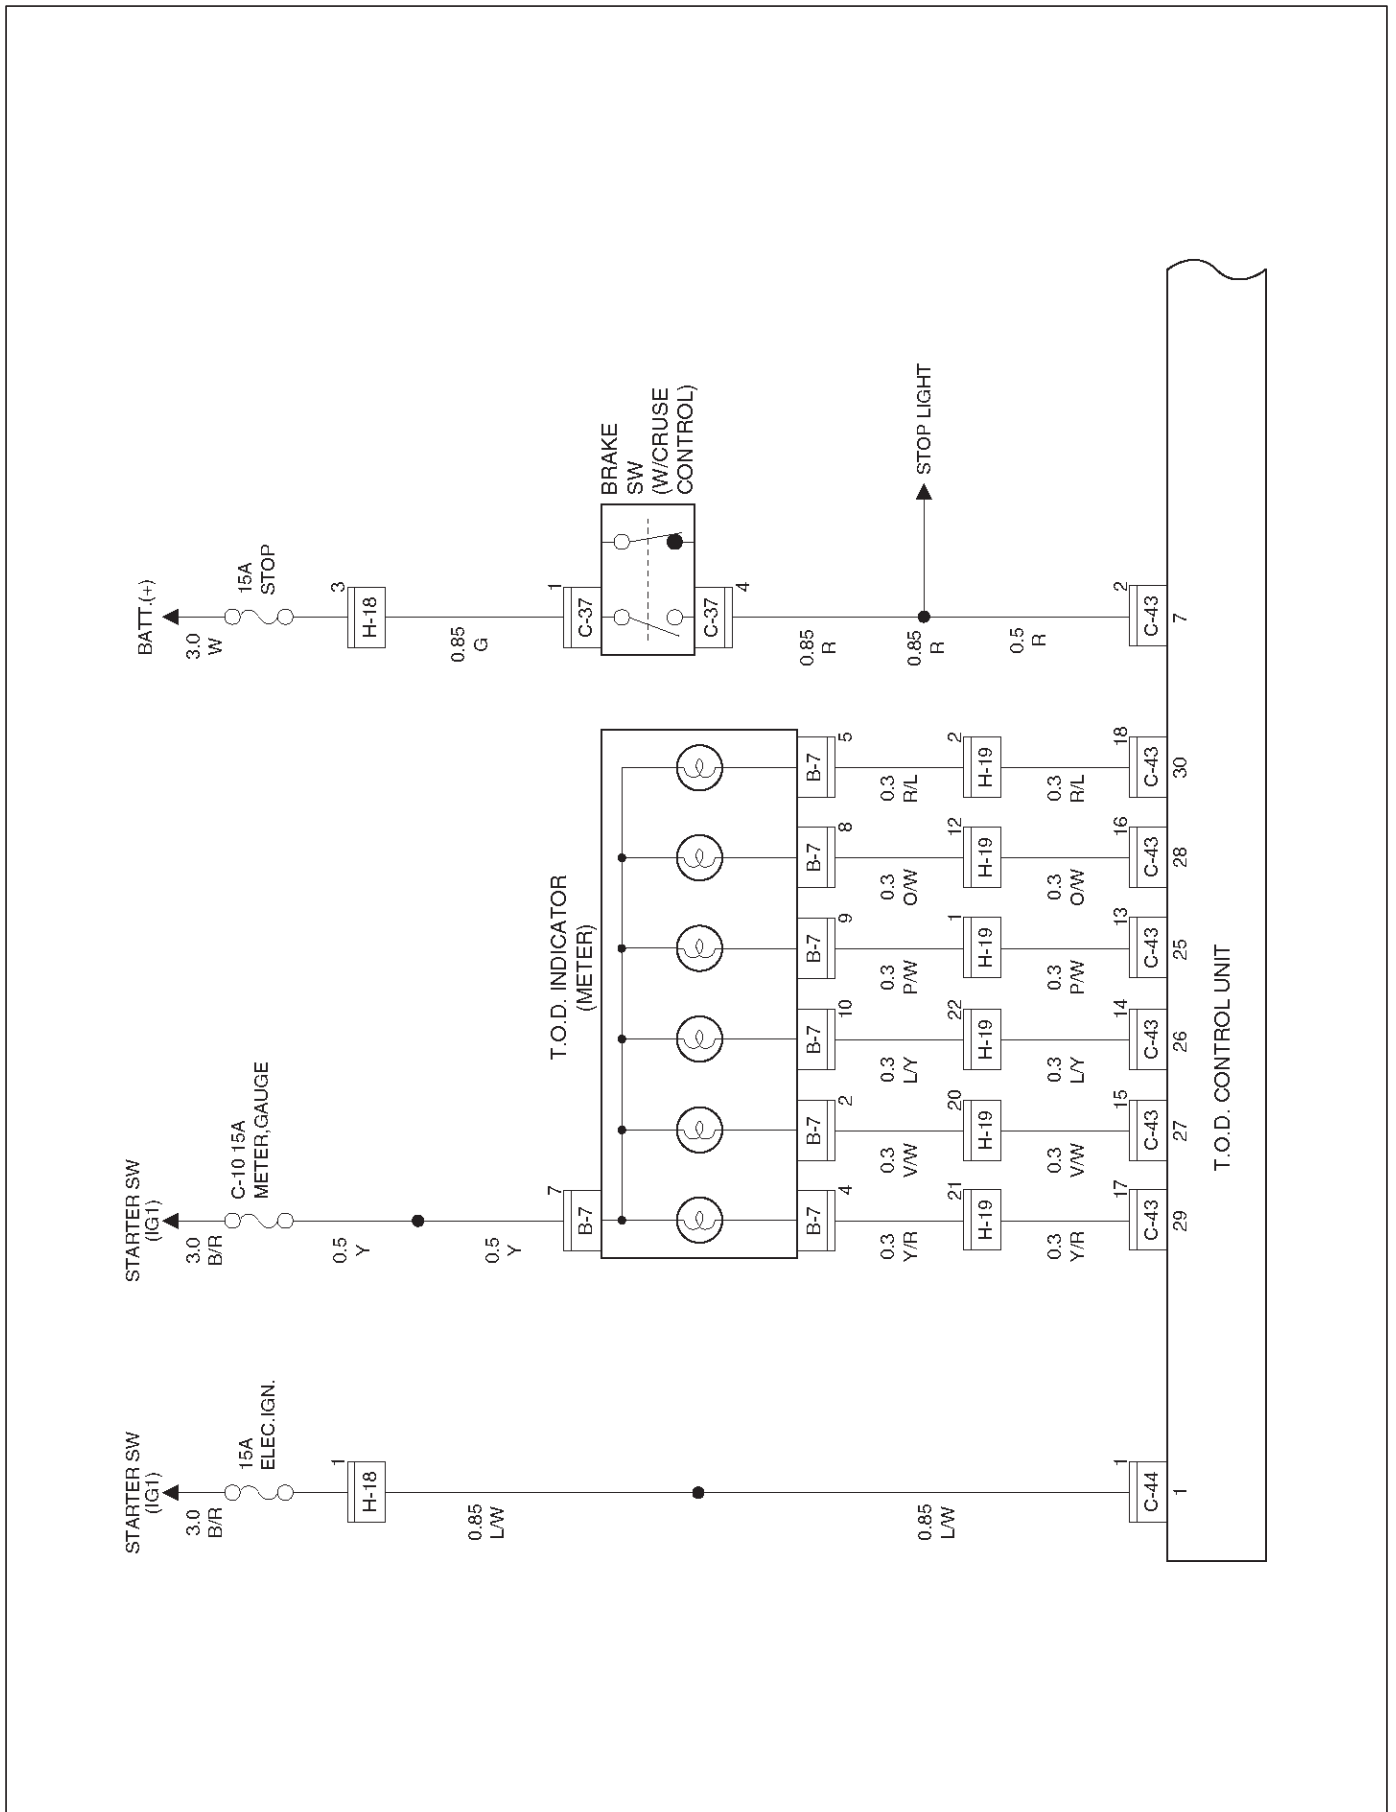 STARTER SW
(IG1)
3.0
B/R
15A
ELEC.IGN.
1
H-18
0.85
L/W
0.85
L/W
1
C-44
1
STARTER SW
(IG1)
3.0
B/R
C-10 15A
METER,GAUGE
0.5
Y
0.5
Y
7
B-7
T.O.D. INDICATOR
(METER)
B-7
4
0.3
Y/R
21
H-19
0.3
Y/R
17
C-43
29
B-7
2
0.3
V/W
20
H-19
0.3
V/W
15
C-43
27
B-7
10
0.3
L/Y
22
H-19
0.3
L/Y
14
C-43
26
B-7
9
0.3
P/W
1
H-19
0.3
P/W
13
C-43
25
B-7
8
0.3
O/W
12
H-19
0.3
O/W
16
C-43
28
B-7
5
0.3
R/L
2
H-19
0.3
R/L
18
C-43
30
BATT.(+)
3.0
W
15A
STOP
3
H-18
0.85
G
1
C-37
BRAKE
SW
(W/CRUSE
CONTROL)
C-37
4
0.85
R
0.85
R
STOP LIGHT
0.5
R
2
C-43
7
T.O.D. CONTROL UNIT